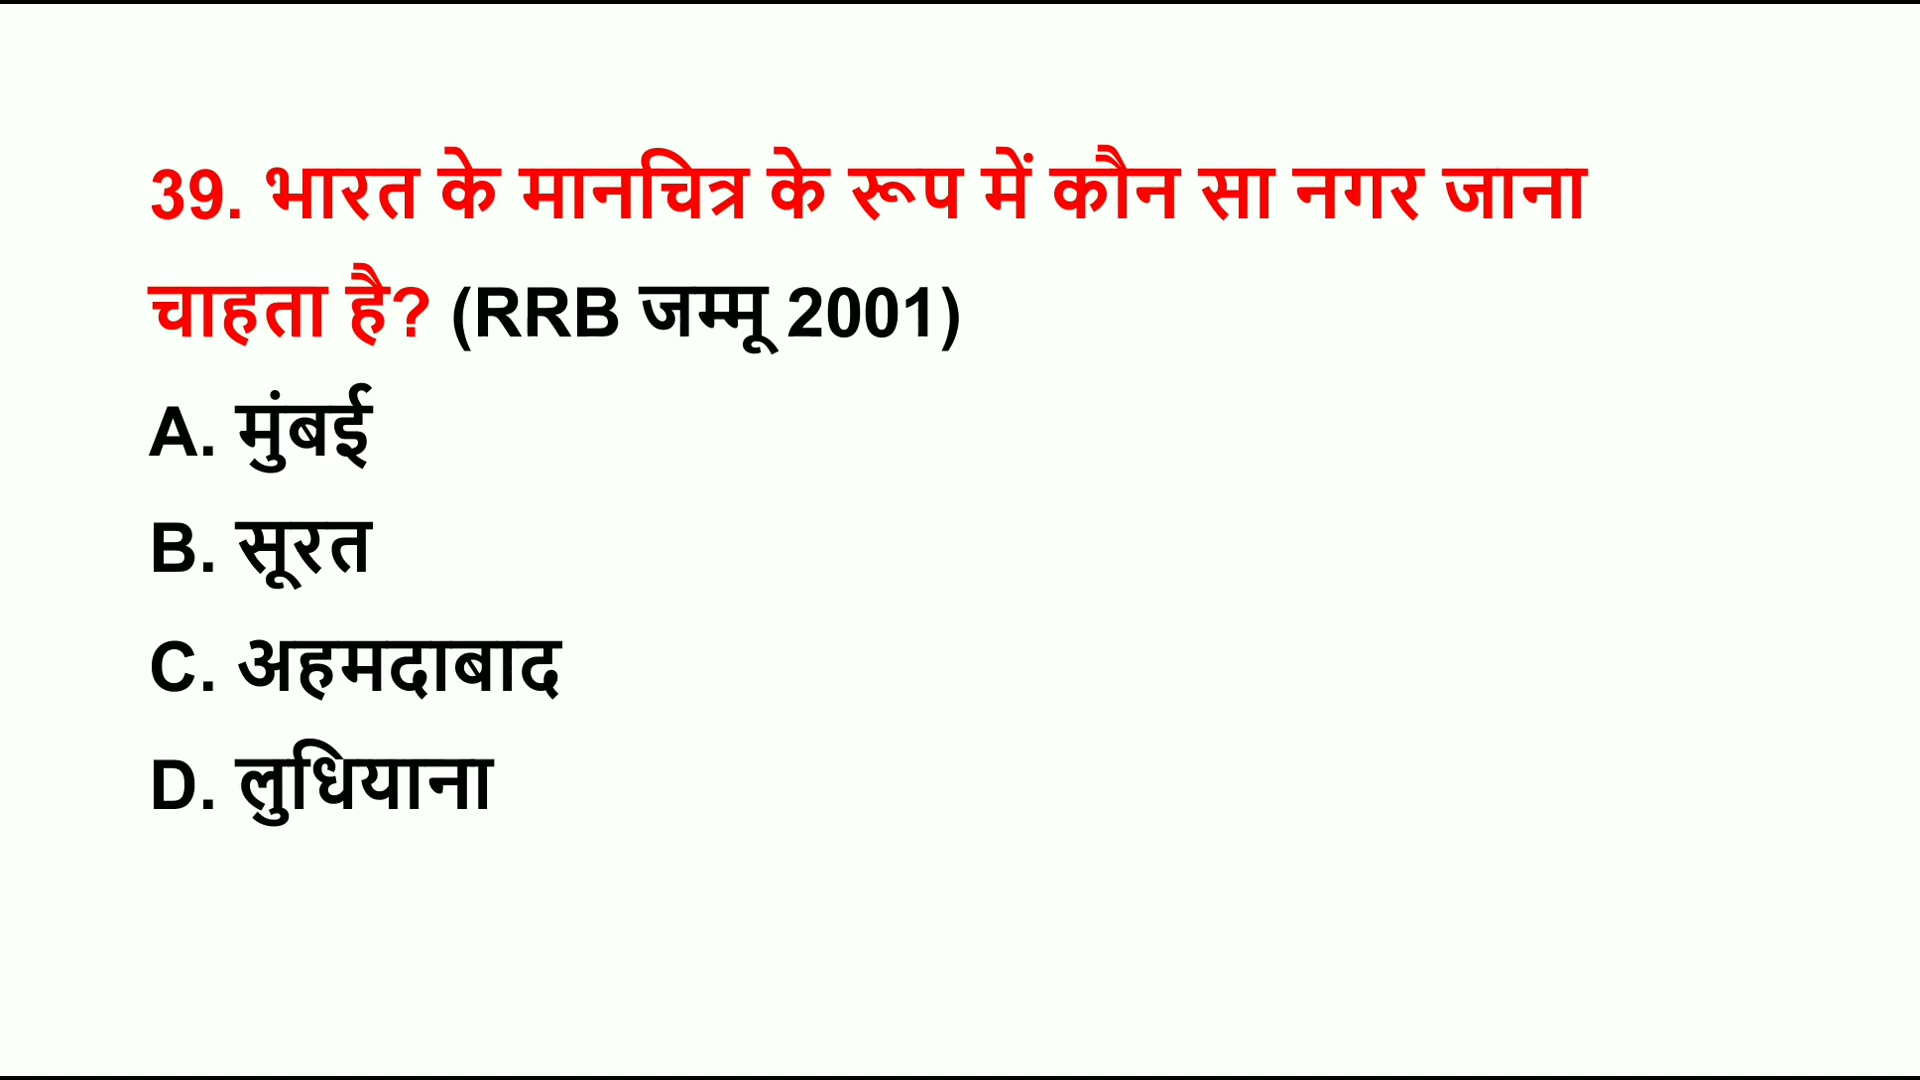 39. भारत के मानचित्र के रूप में कौन सा नगर जाना
चाहता है? (RRB जम्मू 2001)
A. मुंबई
B. सूरत
C. अहमदाबाद
D. लुधियाना